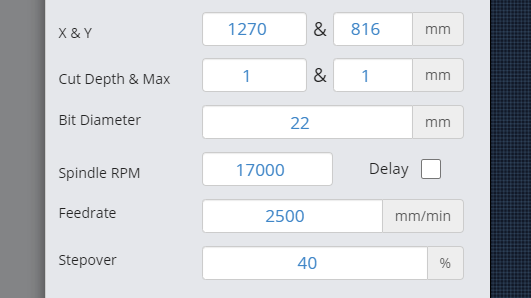 X & Y 1270 & 816 mm
Cut Depth & Max 1 & 1 mm
Bit Diameter 22 mm
Spindle RPM 17000 Delay
Feedrate 2500 mm/min
Stepover 40 %